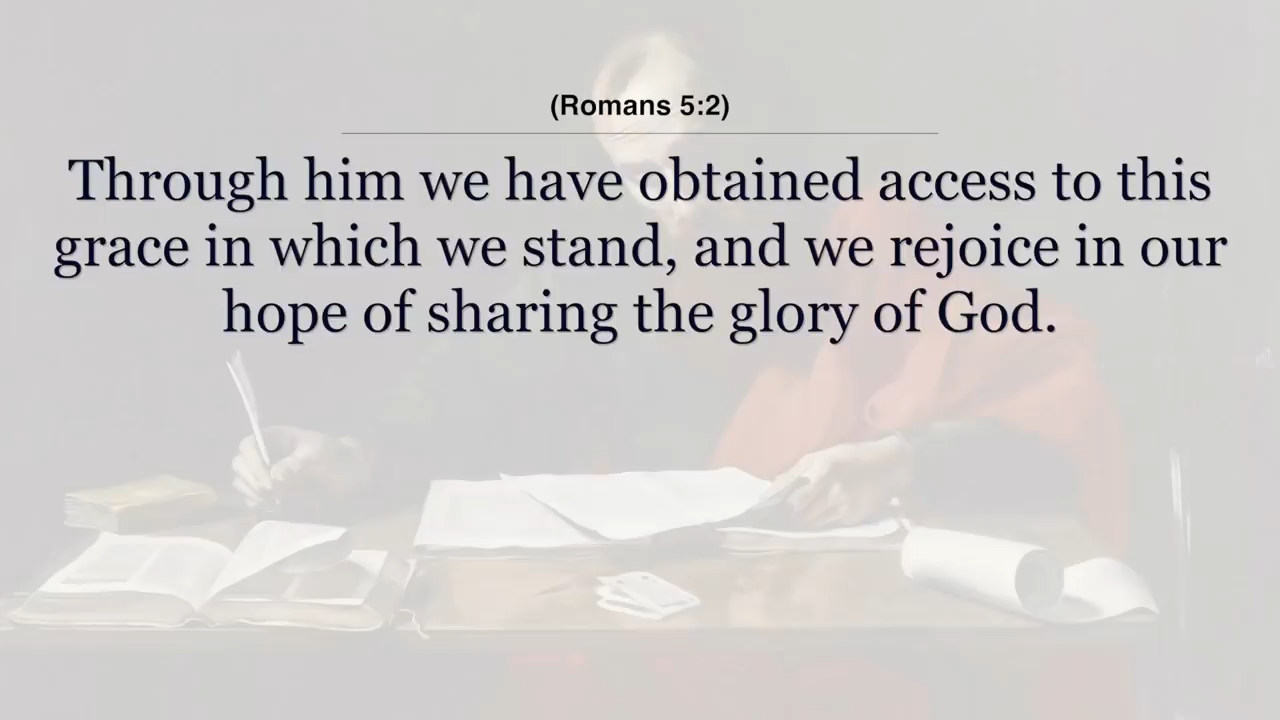 (Romans 5:2)
Through him we have obtained access to this
grace in which we stand, and we rejoice in our
hope of sharing the glory of God.